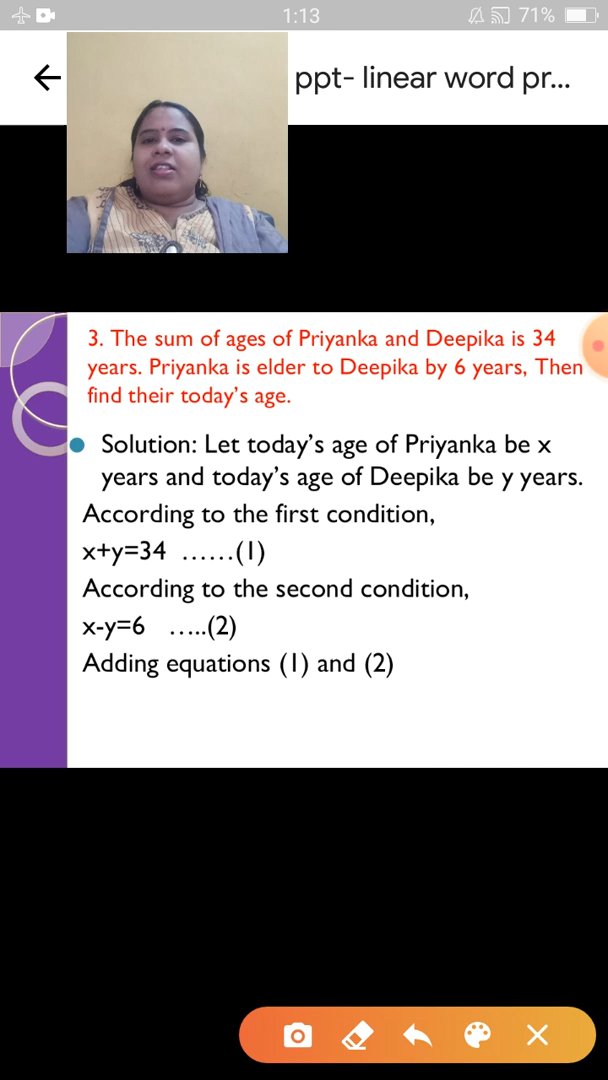 1:13
71%
ppt- linear word pr...
3. The sum of ages of Priyanka and Deepika is 34
years. Priyanka is elder to Deepika by 6 years, Then
find their today's age.
Solution: Let today's age of Priyanka be x
years and today's age of Deepika be y years.
According to the first condition,
x+y=34 ......(1)
According to the second condition,
x-y=6 .....(2)
Adding equations (1) and (2)